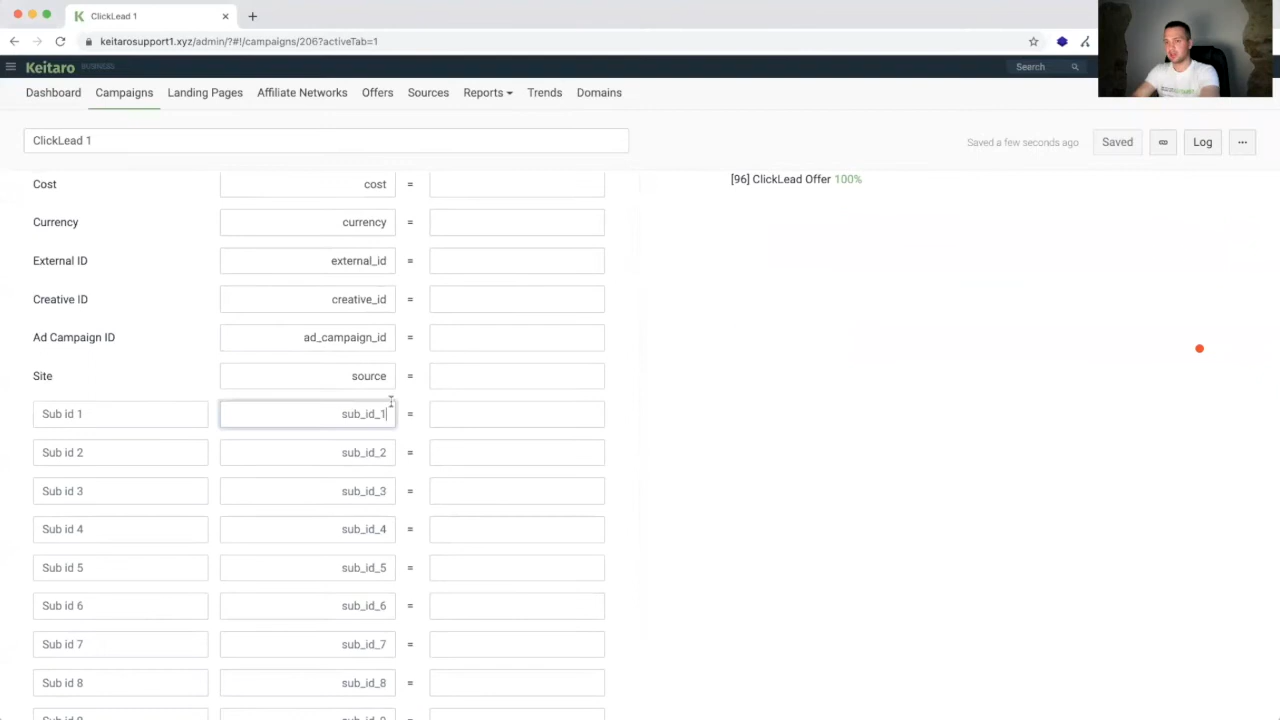 ClickLead 1
keitarosupport1.xyz/admin/?#!/campaigns/206?activeTab=1
Keitaro BUSINESS
Search
Dashboard
Campaigns
Landing Pages
Affiliate Networks
Offers
Sources
Reports
Trends
Domains
ClickLead 1
Saved a few seconds ago
Saved
Log
Cost cost =
[96] ClickLead Offer 100%
Currency currency =
External ID external_id =
Creative ID creative_id =
Ad Campaign ID ad_campaign_id =
Site source =
Sub id 1 sub_id_1 =
Sub id 2 sub_id_2 =
Sub id 3 sub_id_3 =
Sub id 4 sub_id_4 =
Sub id 5 sub_id_5 =
Sub id 6 sub_id_6 =
Sub id 7 sub_id_7 =
Sub id 8 sub_id_8 =